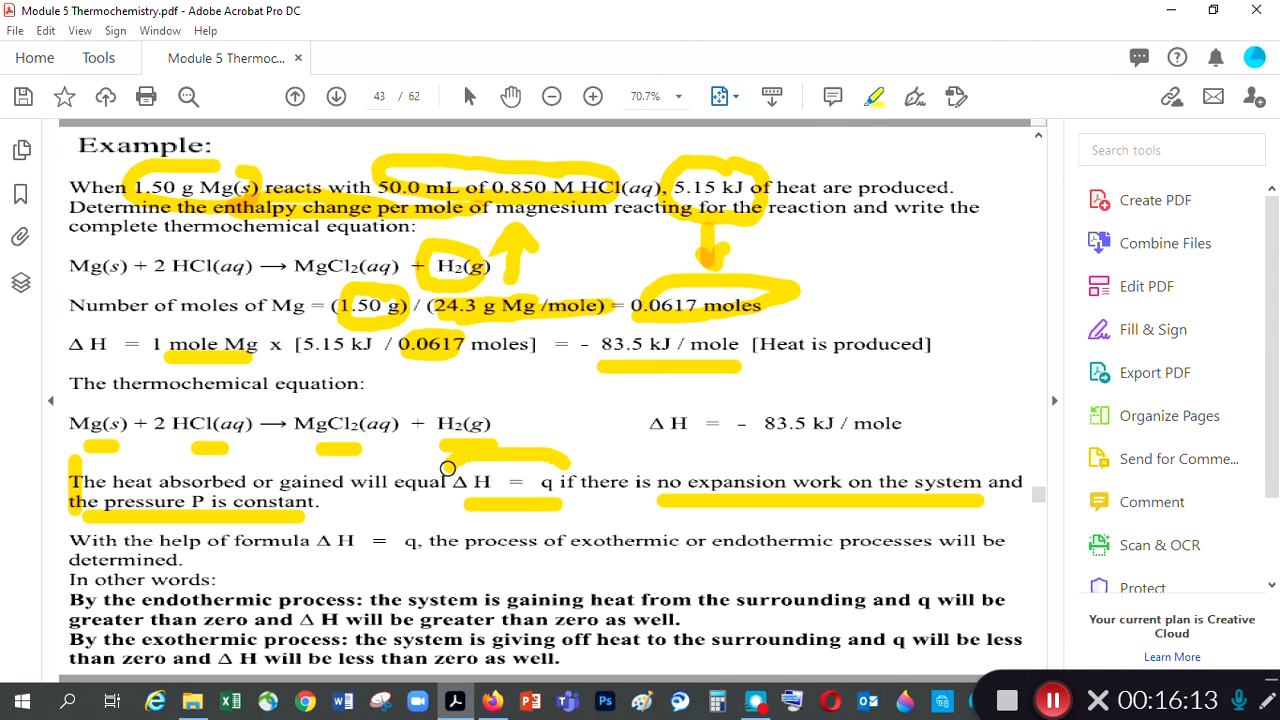 Module 5 Thermochemistry.pdf - Adobe Acrobat Pro DC
File Edit View Sign Window Help
Home Tools Module 5 Thermoc... ×
43 / 62 70.7%
Example:
When 1.50 g Mg(s) reacts with 50.0 mL of 0.850 M HCl(aq), 5.15 kJ of heat are produced.
Determine the enthalpy change per mole of magnesium reacting for the reaction and write the
complete thermochemical equation:
Mg(s) + 2 HCl(aq) ⟶ MgCl₂(aq) + H₂(g)
Number of moles of Mg = (1.50 g) / (24.3 g Mg /mole) = 0.0617 moles
Δ H = 1 mole Mg x [5.15 kJ / 0.0617 moles] = - 83.5 kJ / mole [Heat is produced]
The thermochemical equation:
Mg(s) + 2 HCl(aq) ⟶ MgCl₂(aq) + H₂(g) Δ H = - 83.5 kJ / mole
The heat absorbed or gained will equal Δ H = q if there is no expansion work on the system and
the pressure P is constant.
With the help of formula Δ H = q, the process of exothermic or endothermic processes will be
determined.
In other words:
By the endothermic process: the system is gaining heat from the surrounding and q will be
greater than zero and Δ H will be greater than zero as well.
By the exothermic process: the system is giving off heat to the surrounding and q will be less
than zero and Δ H will be less than zero as well.
Search tools
Create PDF
Combine Files
Edit PDF
Fill & Sign
Export PDF
Organize Pages
Send for Comme...
Comment
Scan & OCR
Protect
Your current plan is Creative
Cloud
Learn More
00:16:13